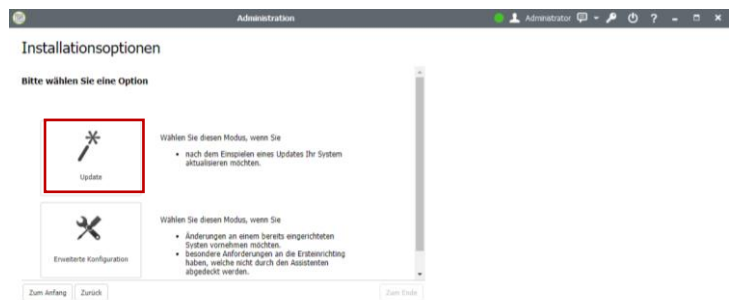 Administration
Administrator
?
Installationsoptionen
Bitte wählen Sie eine Option
Update
Wählen Sie diesen Modus, wenn Sie
• nach dem Einspielen eines Updates Ihr System
aktualisieren möchten.
Erweiterte Konfiguration
Wählen Sie diesen Modus, wenn Sie
• Änderungen an einem bereits eingerichteten
System vornehmen möchten.
• besondere Anforderungen an die Ersteinrichting
haben, welche nicht durch den Assistenten
abgedeckt werden.
Zum Anfang
Zurück
Zum Ende